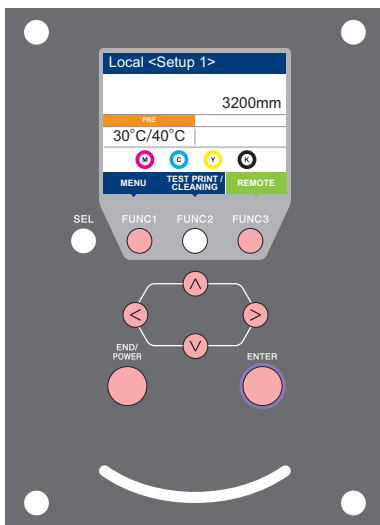 Local <Setup 1>
3200mm
PRE
30°C/40°C
M C Y K
MENU TEST PRINT / CLEANING REMOTE
SEL FUNC1 FUNC2 FUNC3
< ∧ ∨ >
END/ ENTER
POWER